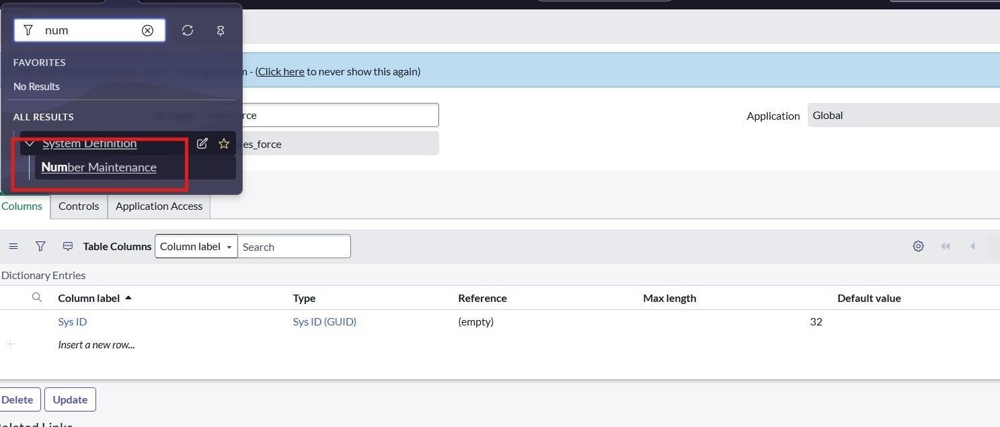 num
FAVORITES
m - (Click here to never show this again)
No Results
ALL RESULTS
rce
Application Global
System Definition
es_force
Number Maintenance
Columns Controls Application Access
Table Columns Column label Search
Dictionary Entries
Column label Type Reference Max length Default value
Sys ID Sys ID (GUID) (empty) 32
Insert a new row...
Delete Update
elated Links